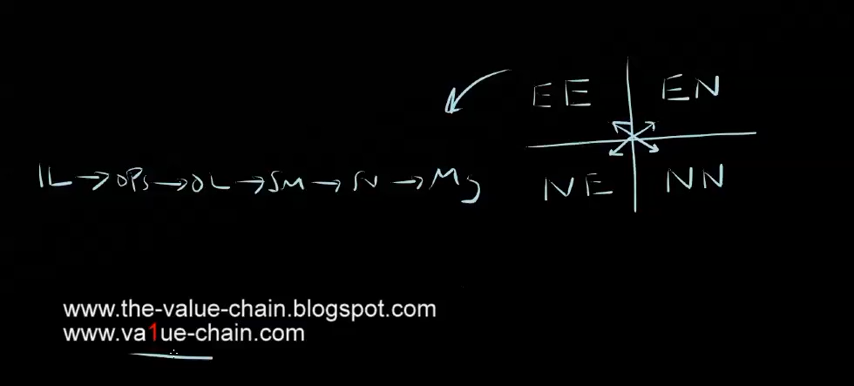 EE EN
IL → OPs → OL → SM → SV → Mg
NE NN
www.the-value-chain.blogspot.com
www.va1ue-chain.com